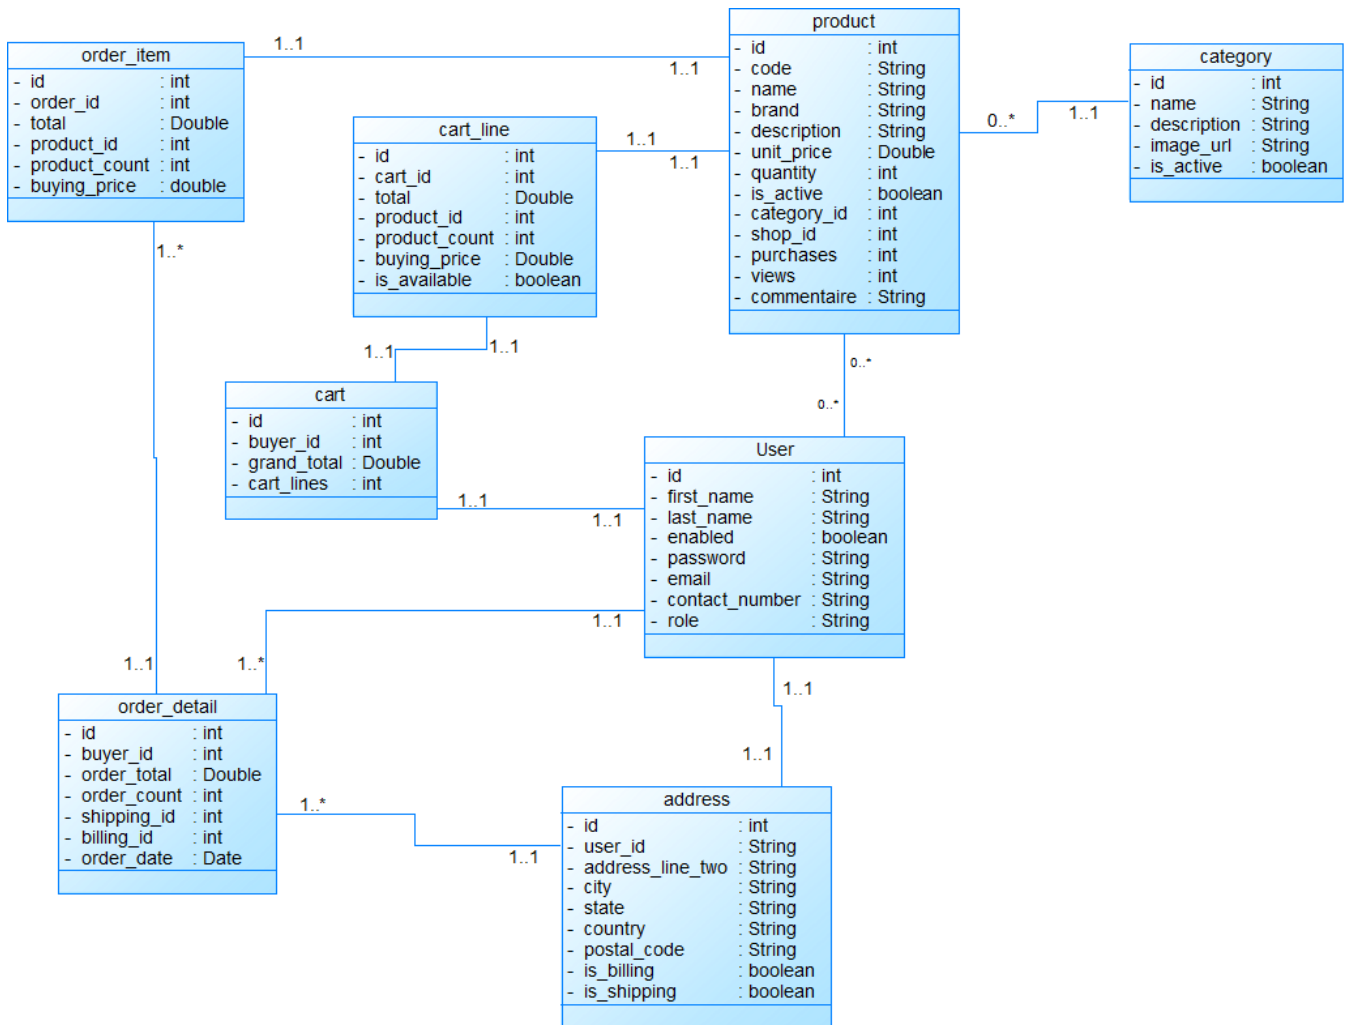 order_item
- id : int
- order_id : int
- total : Double
- product_id : int
- product_count : int
- buying_price : double
1..1
1..1
product
- id : int
- code : String
- name : String
- brand : String
- description : String
- unit_price : Double
- quantity : int
- is_active : boolean
- category_id : int
- shop_id : int
- purchases : int
- views : int
- commentaire : String
0..*
1..1
category
- id : int
- name : String
- description : String
- image_url : String
- is_active : boolean
cart_line
- id : int
- cart_id : int
- total : Double
- product_id : int
- product_count : int
- buying_price : Double
- is_available : boolean
1..1
1..1
1..*
1..1
1..1
0..*
0..*
cart
- id : int
- buyer_id : int
- grand_total : Double
- cart_lines : int
1..1
1..1
User
- id : int
- first_name : String
- last_name : String
- enabled : boolean
- password : String
- email : String
- contact_number : String
- role : String
1..1
1..1
1..*
1..1
1..1
order_detail
- id : int
- buyer_id : int
- order_total : Double
- order_count : int
- shipping_id : int
- billing_id : int
- order_date : Date
1..*
1..1
address
- id : int
- user_id : String
- address_line_two : String
- city : String
- state : String
- country : String
- postal_code : String
- is_billing : boolean
- is_shipping : boolean